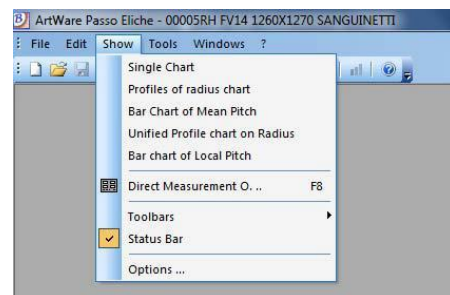 ArtWare Passo Eliche - 00005RH FV14 1260X1270 SANGUINETTI
File Edit Show Tools Windows ?
Single Chart
Profiles of radius chart
Bar Chart of Mean Pitch
Unified Profile chart on Radius
Bar chart of Local Pitch
Direct Measurement O. .. F8
Toolbars
Status Bar
Options ...